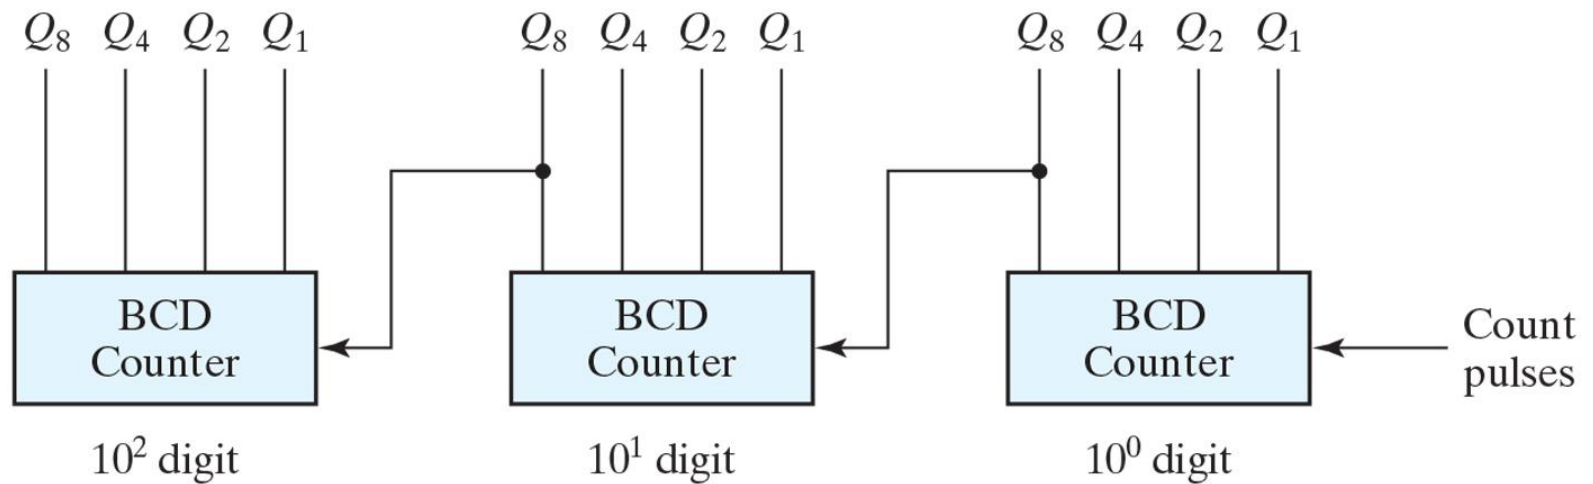 Q₈ Q₄ Q₂ Q₁ Q₈ Q₄ Q₂ Q₁ Q₈ Q₄ Q₂ Q₁
BCD
Counter
BCD
Counter
BCD
Counter
Count
pulses
10² digit
10¹ digit
10⁰ digit